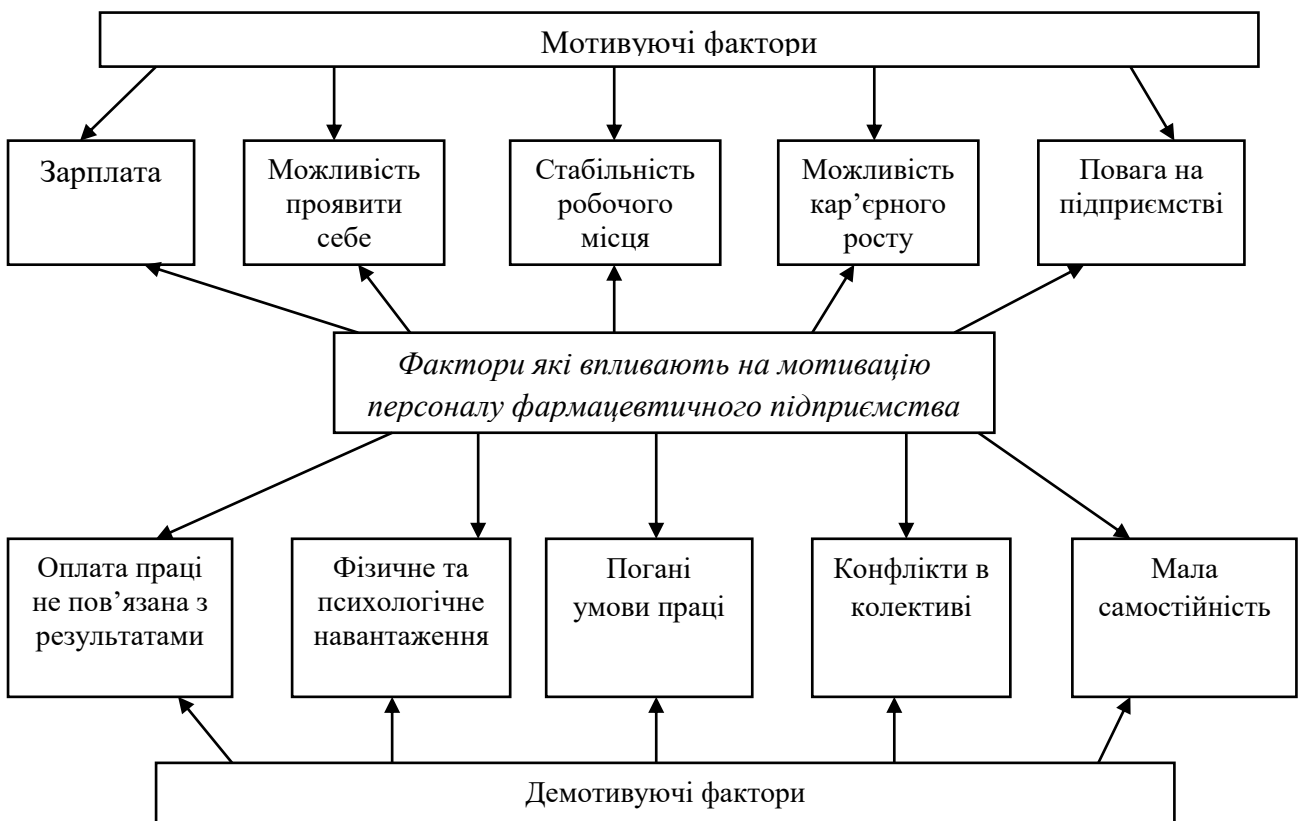 Мотивуючі фактори
Зарплата
Можливість
проявити
себе
Стабільність
робочого
місця
Можливість
кар’єрного
росту
Повага на
підприємстві
Фактори які впливають на мотивацію
персоналу фармацевтичного підприємства
Оплата праці
не пов’язана з
результатами
Фізичне та
психологічне
навантаження
Погані
умови праці
Конфлікти в
колективі
Мала
самостійність
Демотивуючі фактори